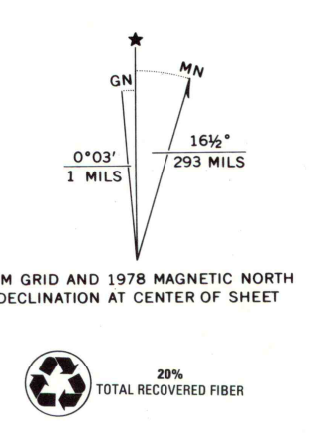 GN
MN
0°03'
1 MILS
16½°
293 MILS
M GRID AND 1978 MAGNETIC NORTH
DECLINATION AT CENTER OF SHEET
20%
TOTAL RECOVERED FIBER